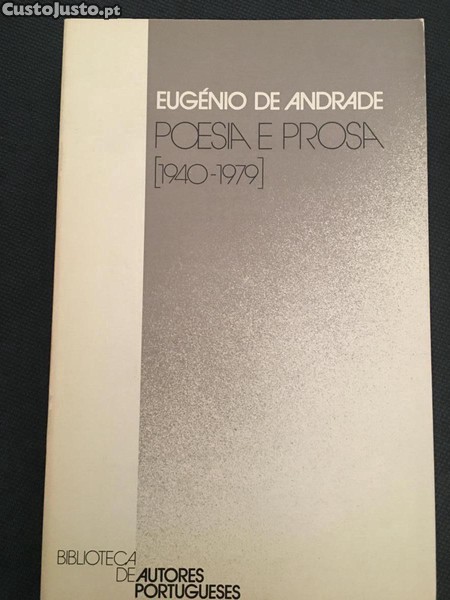 CustoJusto.pt
EUGÉNIO DE ANDRADE
POESIA E PROSA
[1940-1979]
BIBLIOTECA
DE AUTORES
PORTUGUESES